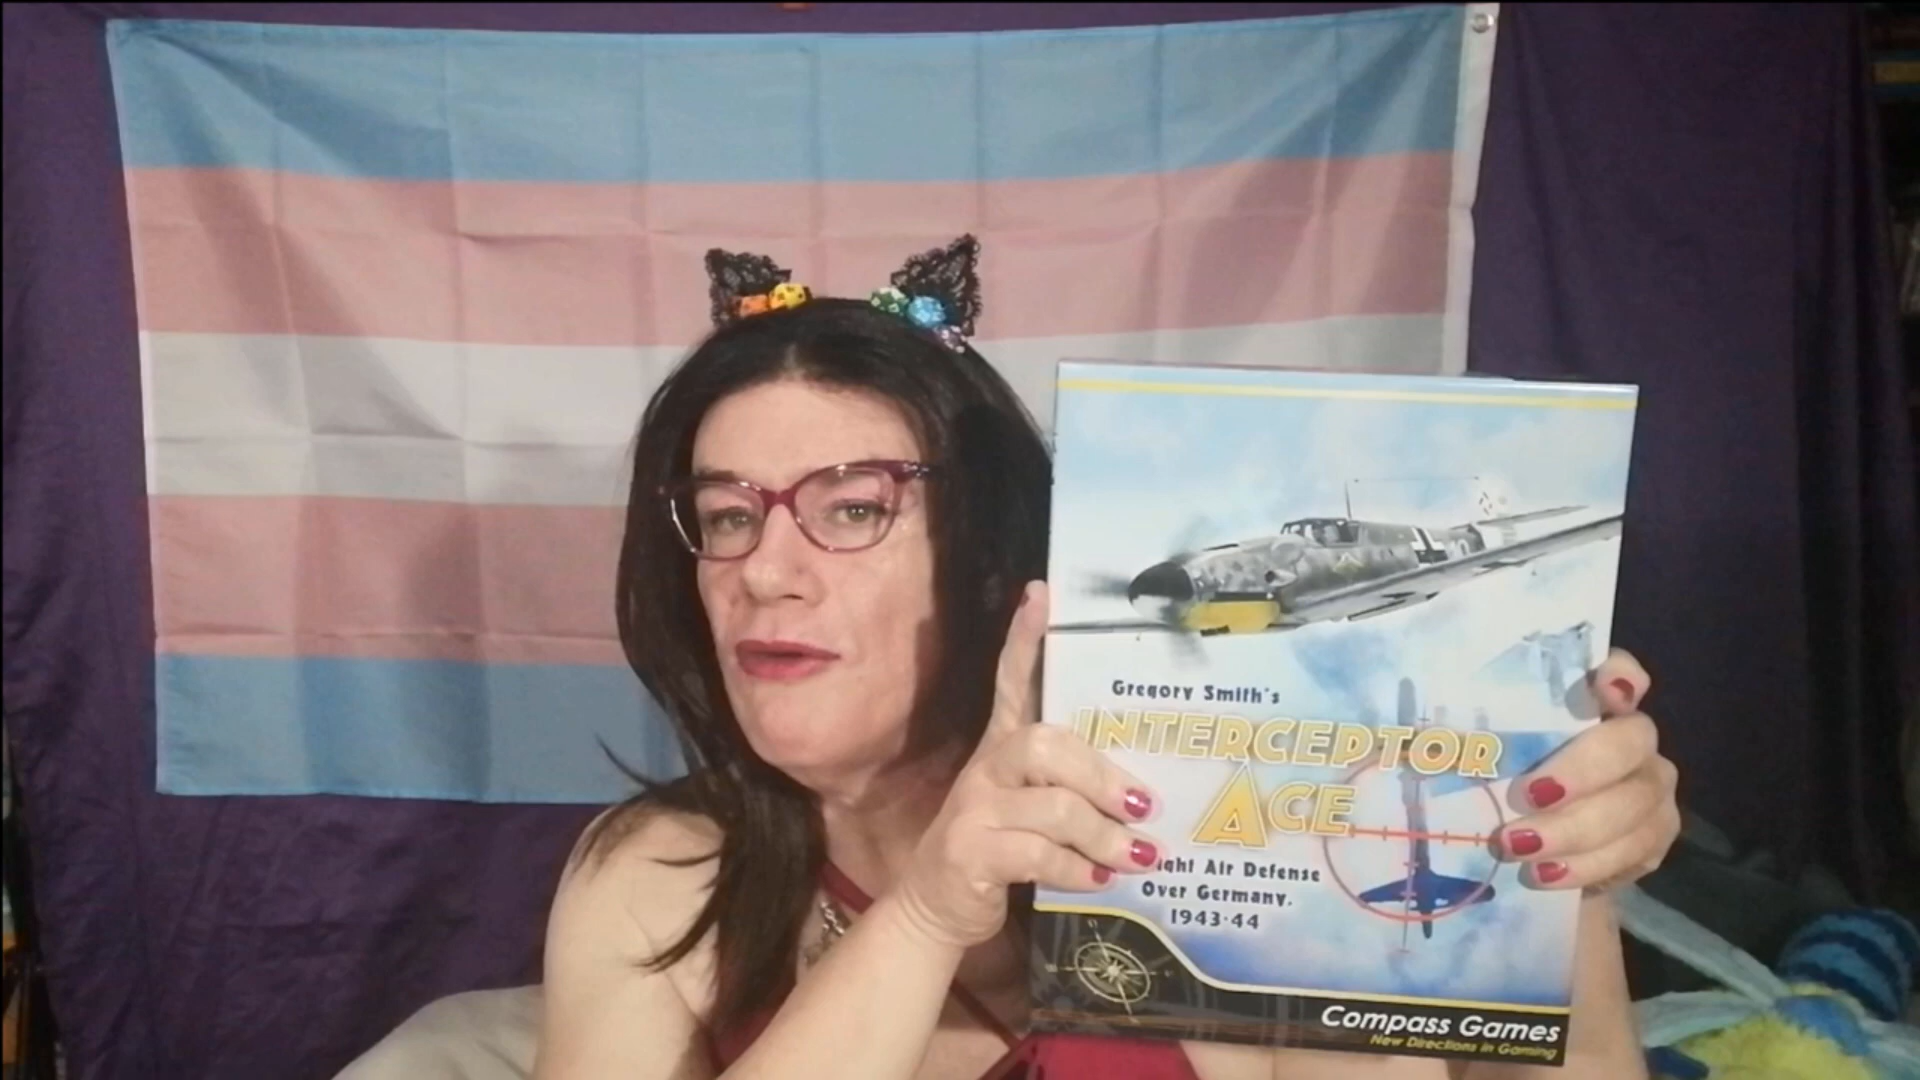 Gregory Smith's
INTERCEPTOR
ACE
Air Defense
Over Germany,
1943-44
Compass Games
New Directions in Gaming